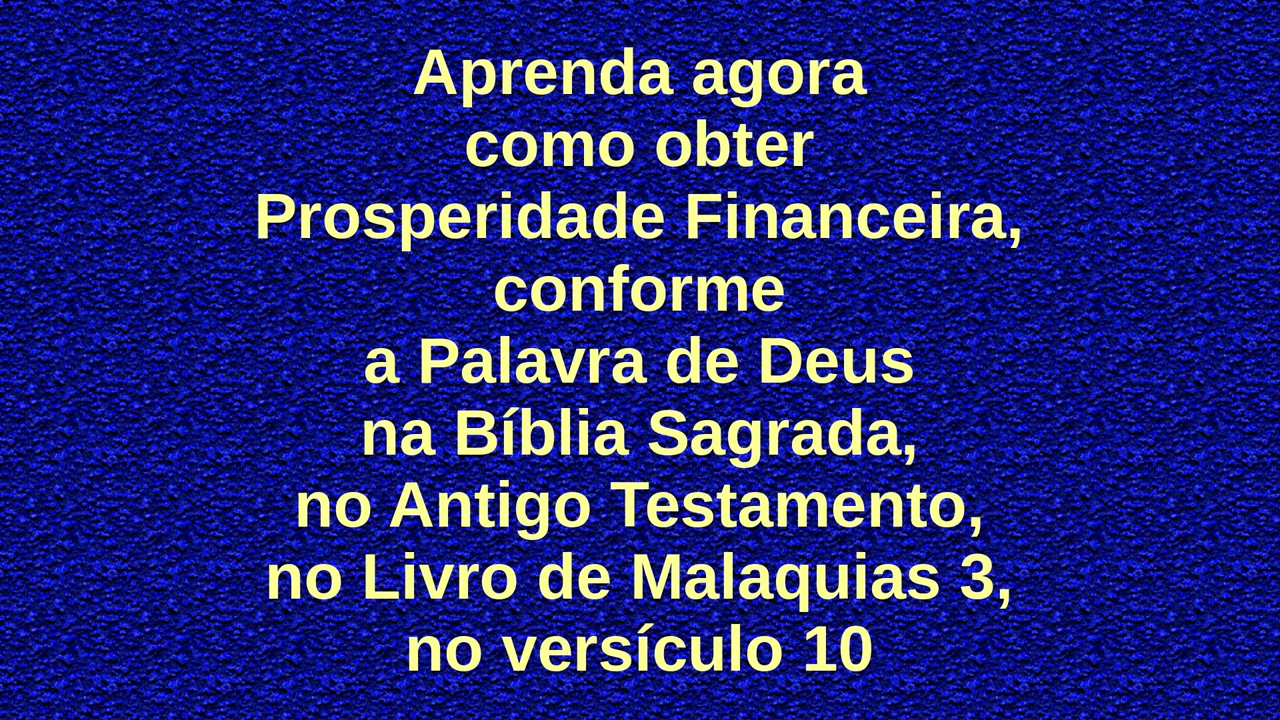 Aprenda agora
como obter
Prosperidade Financeira,
conforme
a Palavra de Deus
na Bíblia Sagrada,
no Antigo Testamento,
no Livro de Malaquias 3,
no versículo 10